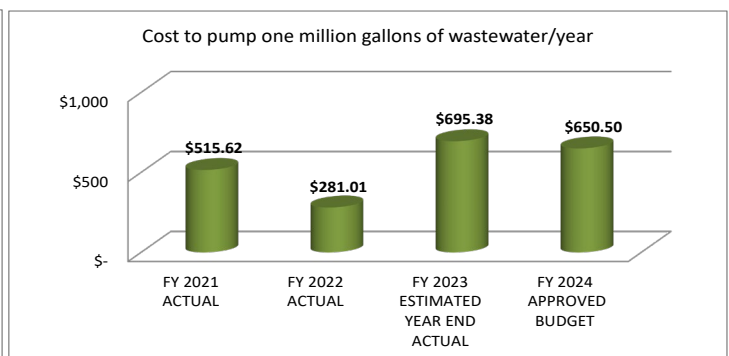 Cost to pump one million gallons of wastewater/year
$1,000
$500
$-
$515.62
$281.01
$695.38
$650.50
FY 2021
ACTUAL
FY 2022
ACTUAL
FY 2023
ESTIMATED
YEAR END
ACTUAL
FY 2024
APPROVED
BUDGET